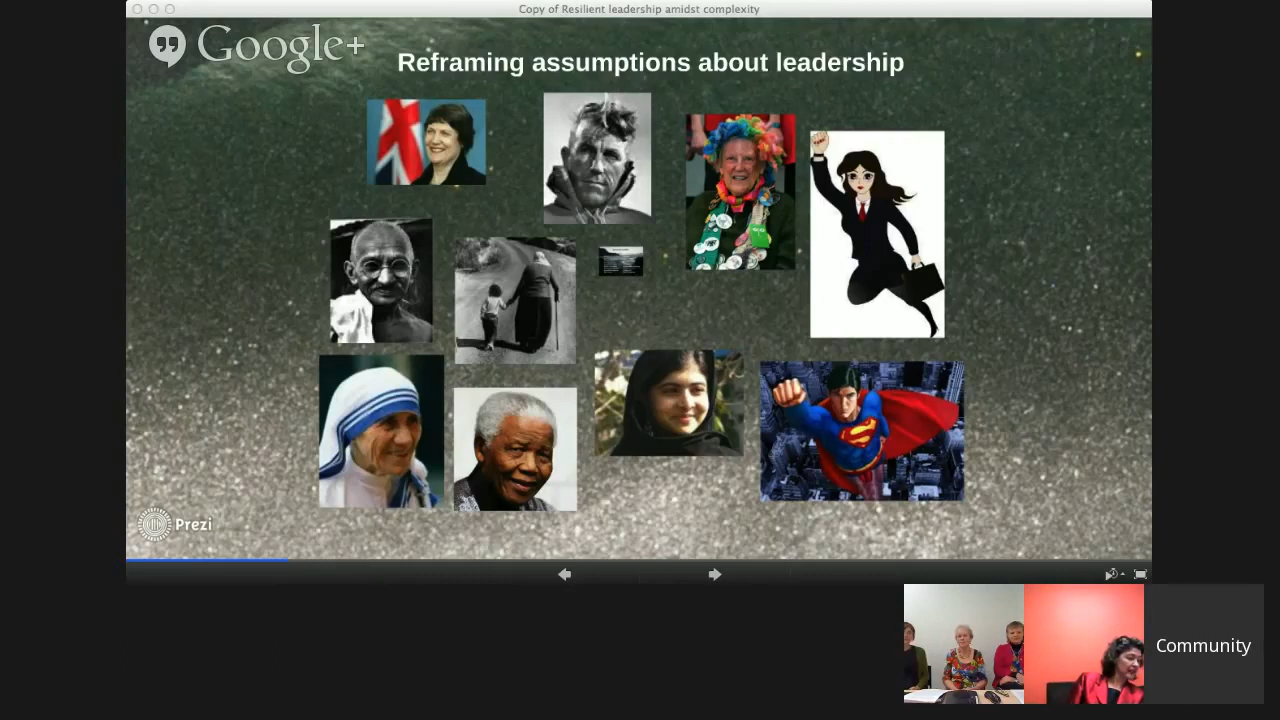 Copy of Resilient leadership amidst complexity
Google+
Reframing assumptions about leadership
Prezi
Community